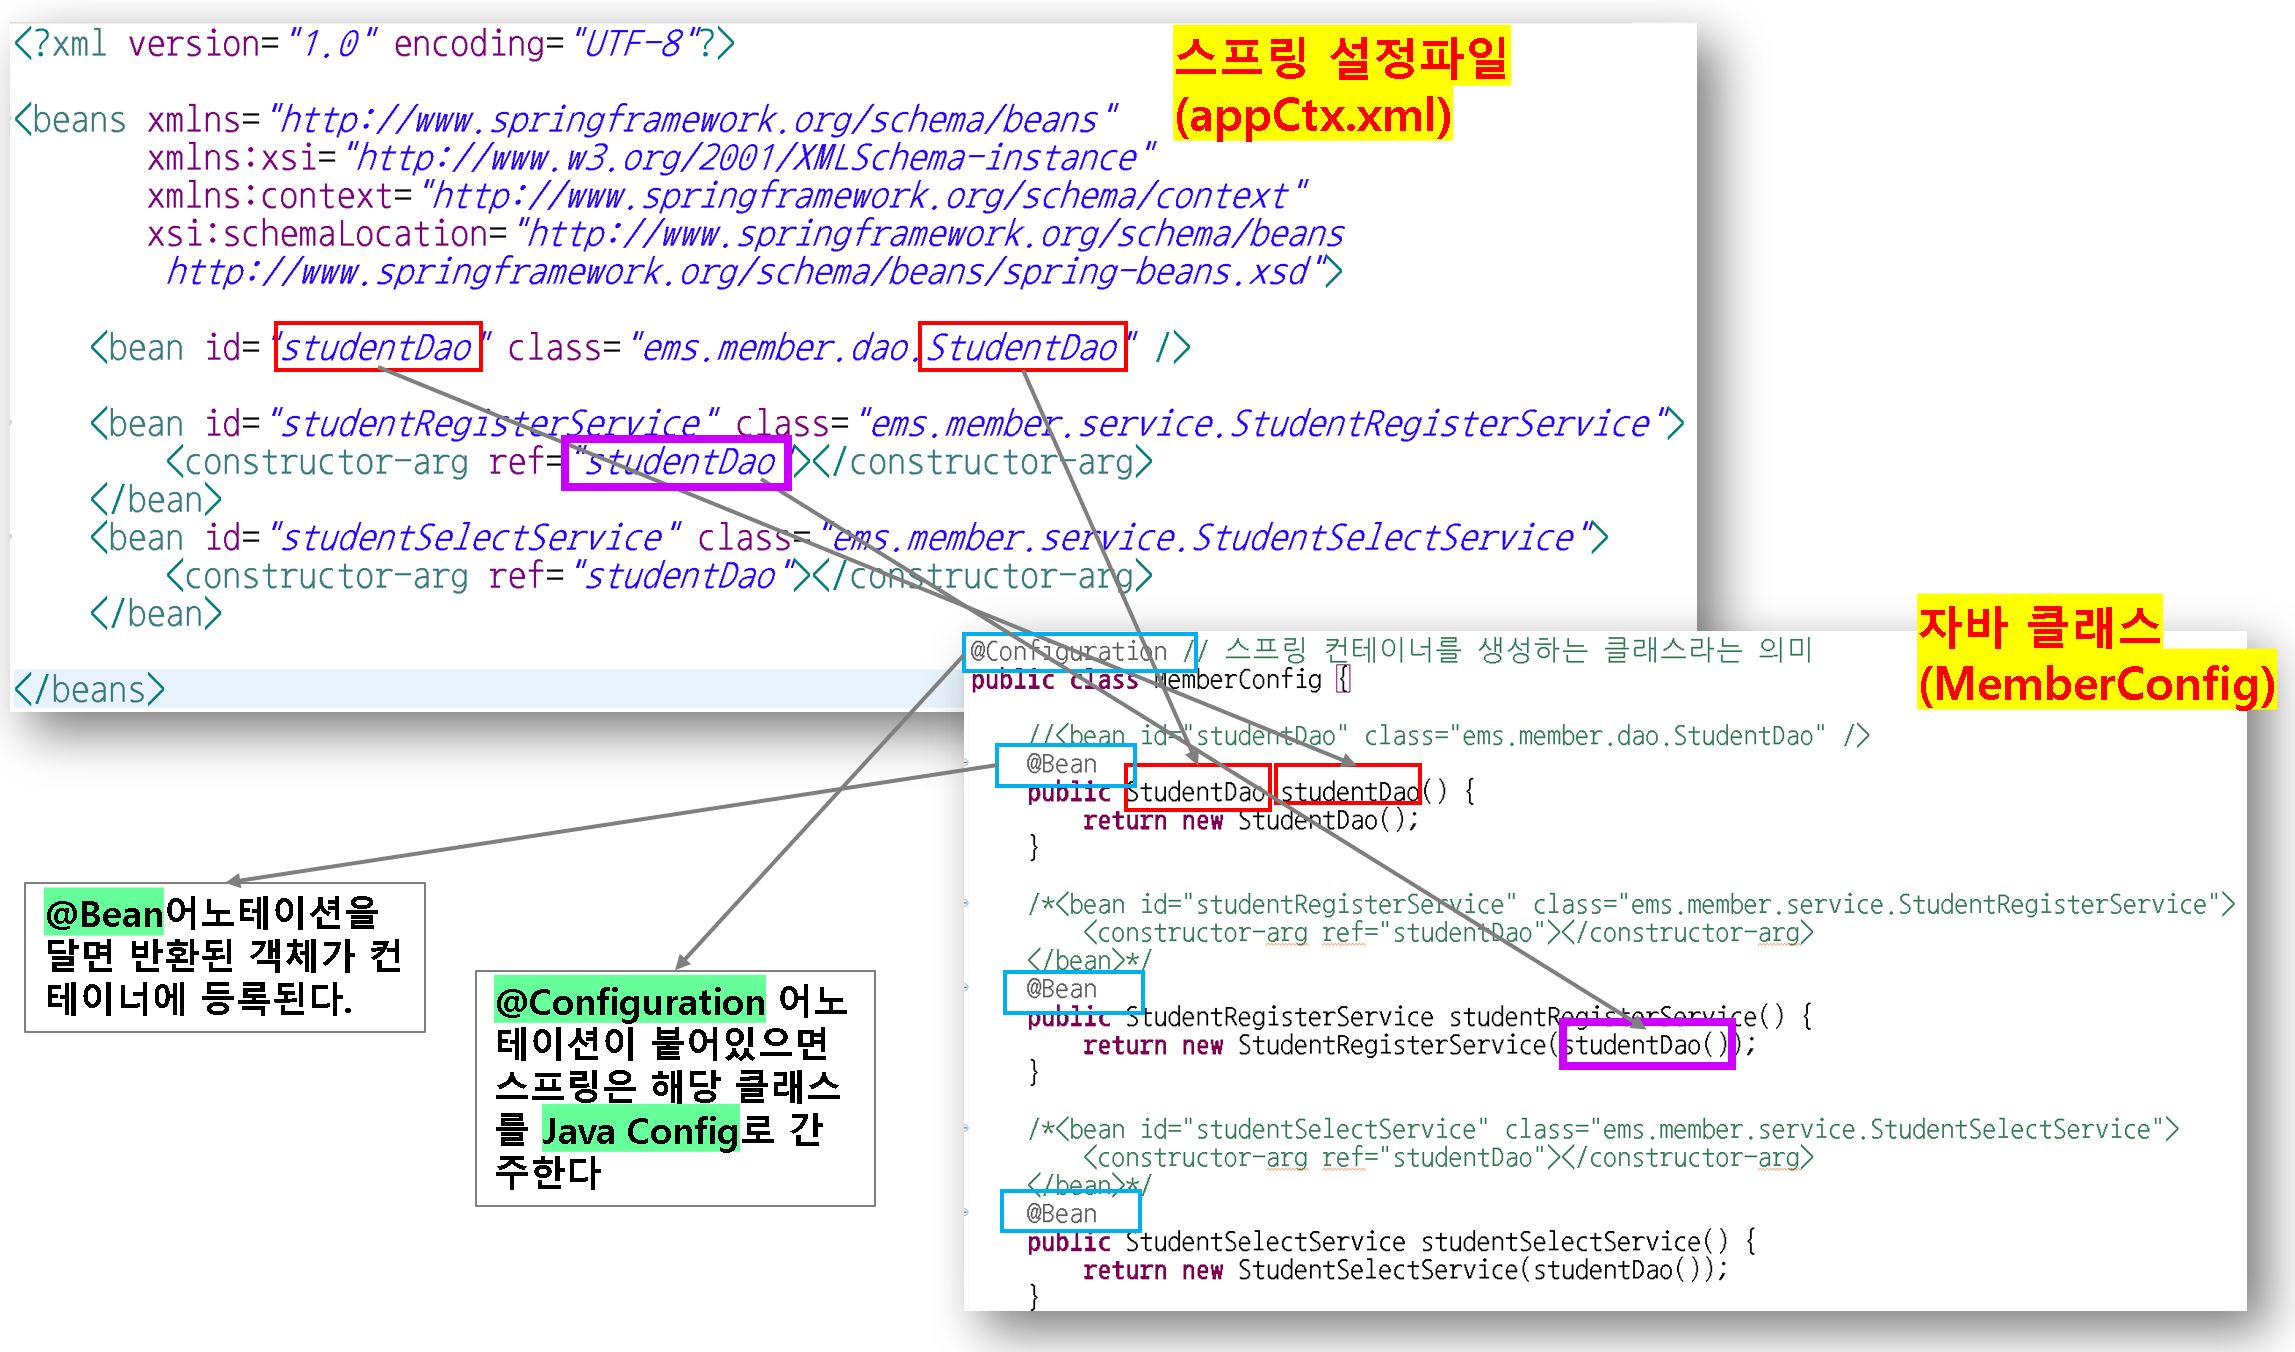 <?xml version="1.0" encoding="UTF-8"?>
스프링 설정파일
(appCtx.xml)
<beans xmlns="http://www.springframework.org/schema/beans"
xmlns:xsi="http://www.w3.org/2001/XMLSchema-instance"
xmlns:context="http://www.springframework.org/schema/context"
xsi:schemaLocation="http://www.springframework.org/schema/beans
http://www.springframework.org/schema/beans/spring-beans.xsd">
<bean id="studentDao" class="ems.member.dao.StudentDao" />
<bean id="studentRegisterService" class="ems.member.service.StudentRegisterService">
<constructor-arg ref="studentDao"></constructor-arg>
</bean>
<bean id="studentSelectService" class="ems.member.service.StudentSelectService">
<constructor-arg ref="studentDao"></constructor-arg>
</bean>
</beans>
자바 클래스
(MemberConfig)
@Configuration // 스프링 컨테이너를 생성하는 클래스라는 의미
public class MemberConfig {
//<bean id="studentDao" class="ems.member.dao.StudentDao" />
@Bean
public StudentDao studentDao() {
return new StudentDao();
}
/*<bean id="studentRegisterService" class="ems.member.service.StudentRegisterService">
<constructor-arg ref="studentDao"></constructor-arg>
</bean>*/
@Bean
public StudentRegisterService studentRegisterService() {
return new StudentRegisterService(studentDao());
}
/*<bean id="studentSelectService" class="ems.member.service.StudentSelectService">
<constructor-arg ref="studentDao"></constructor-arg>
</bean>*/
@Bean
public StudentSelectService studentSelectService() {
return new StudentSelectService(studentDao());
}
@Bean어노테이션을
달면 반환된 객체가 컨
테이너에 등록된다.
@Configuration 어노
테이션이 붙어있으면
스프링은 해당 클래스
를 Java Config로 간
주한다